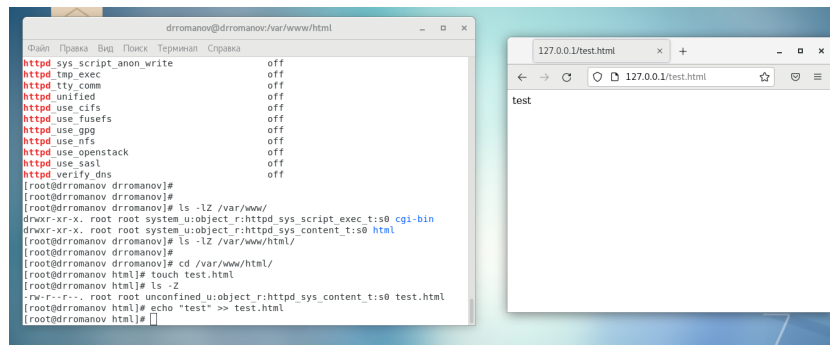 drromanov@drromanov:/var/www/html
Файл Правка Вид Поиск Терминал Справка
httpd_sys_script_anon_write off
httpd_tmp_exec off
httpd_tty_comm off
httpd_unified off
httpd_use_cifs off
httpd_use_fusefs off
httpd_use_gpg off
httpd_use_nfs off
httpd_use_openstack off
httpd_use_sasl off
httpd_verify_dns off
[root@drromanov drromanov]#
[root@drromanov drromanov]#
[root@drromanov drromanov]# ls -lZ /var/www/
drwxr-xr-x. root root system_u:object_r:httpd_sys_script_exec_t:s0 cgi-bin
drwxr-xr-x. root root system_u:object_r:httpd_sys_content_t:s0 html
[root@drromanov drromanov]# ls -lZ /var/www/html/
[root@drromanov drromanov]#
[root@drromanov drromanov]# cd /var/www/html/
[root@drromanov html]# touch test.html
[root@drromanov html]# ls -Z
-rw-r--r--. root root unconfined_u:object_r:httpd_sys_content_t:s0 test.html
[root@drromanov html]# echo "test" >> test.html
[root@drromanov html]#
127.0.0.1/test.html
127.0.0.1/test.html
test
7